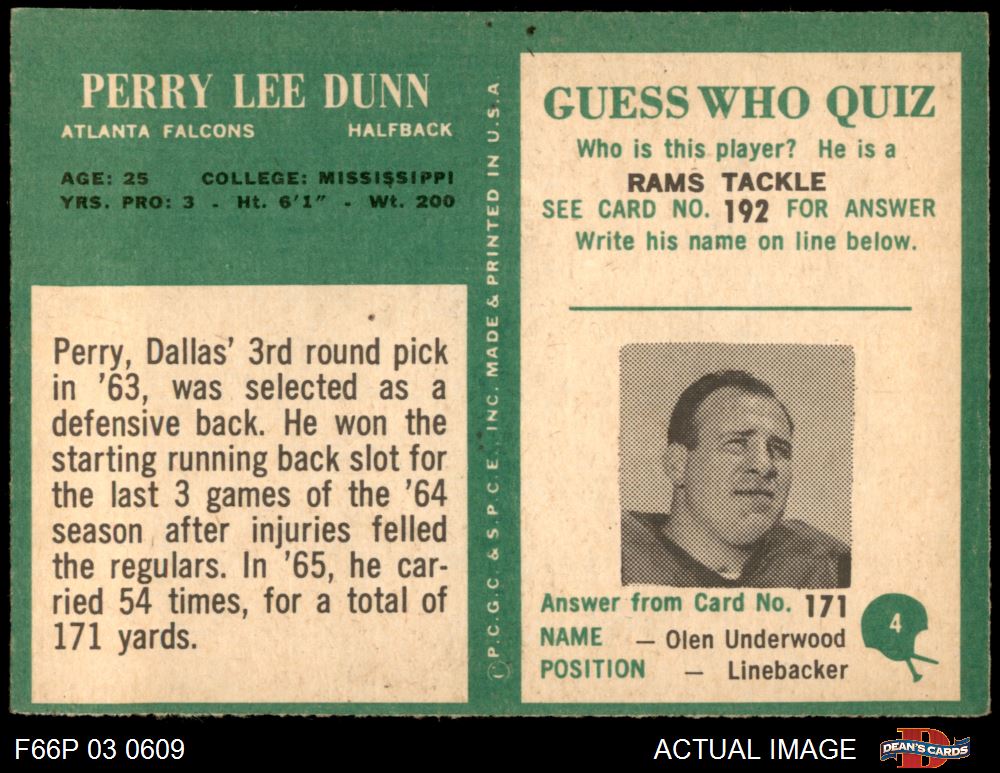 PERRY LEE DUNN
ATLANTA FALCONS HALFBACK
AGE: 25 COLLEGE: MISSISSIPPI
YRS. PRO: 3 - Ht. 6'1" - Wt. 200
Perry, Dallas' 3rd round pick
in '63, was selected as a
defensive back. He won the
starting running back slot for
the last 3 games of the '64
season after injuries felled
the regulars. In '65, he car-
ried 54 times, for a total of
171 yards.
© P.C.G.C. & S.P.C.E., INC. MADE & PRINTED IN U.S.A
GUESS WHO QUIZ
Who is this player? He is a
RAMS TACKLE
SEE CARD NO. 192 FOR ANSWER
Write his name on line below.
Answer from Card No. 171
NAME — Olen Underwood
POSITION — Linebacker
4
F66P 03 0609
ACTUAL IMAGE
DEAN'S CARDS